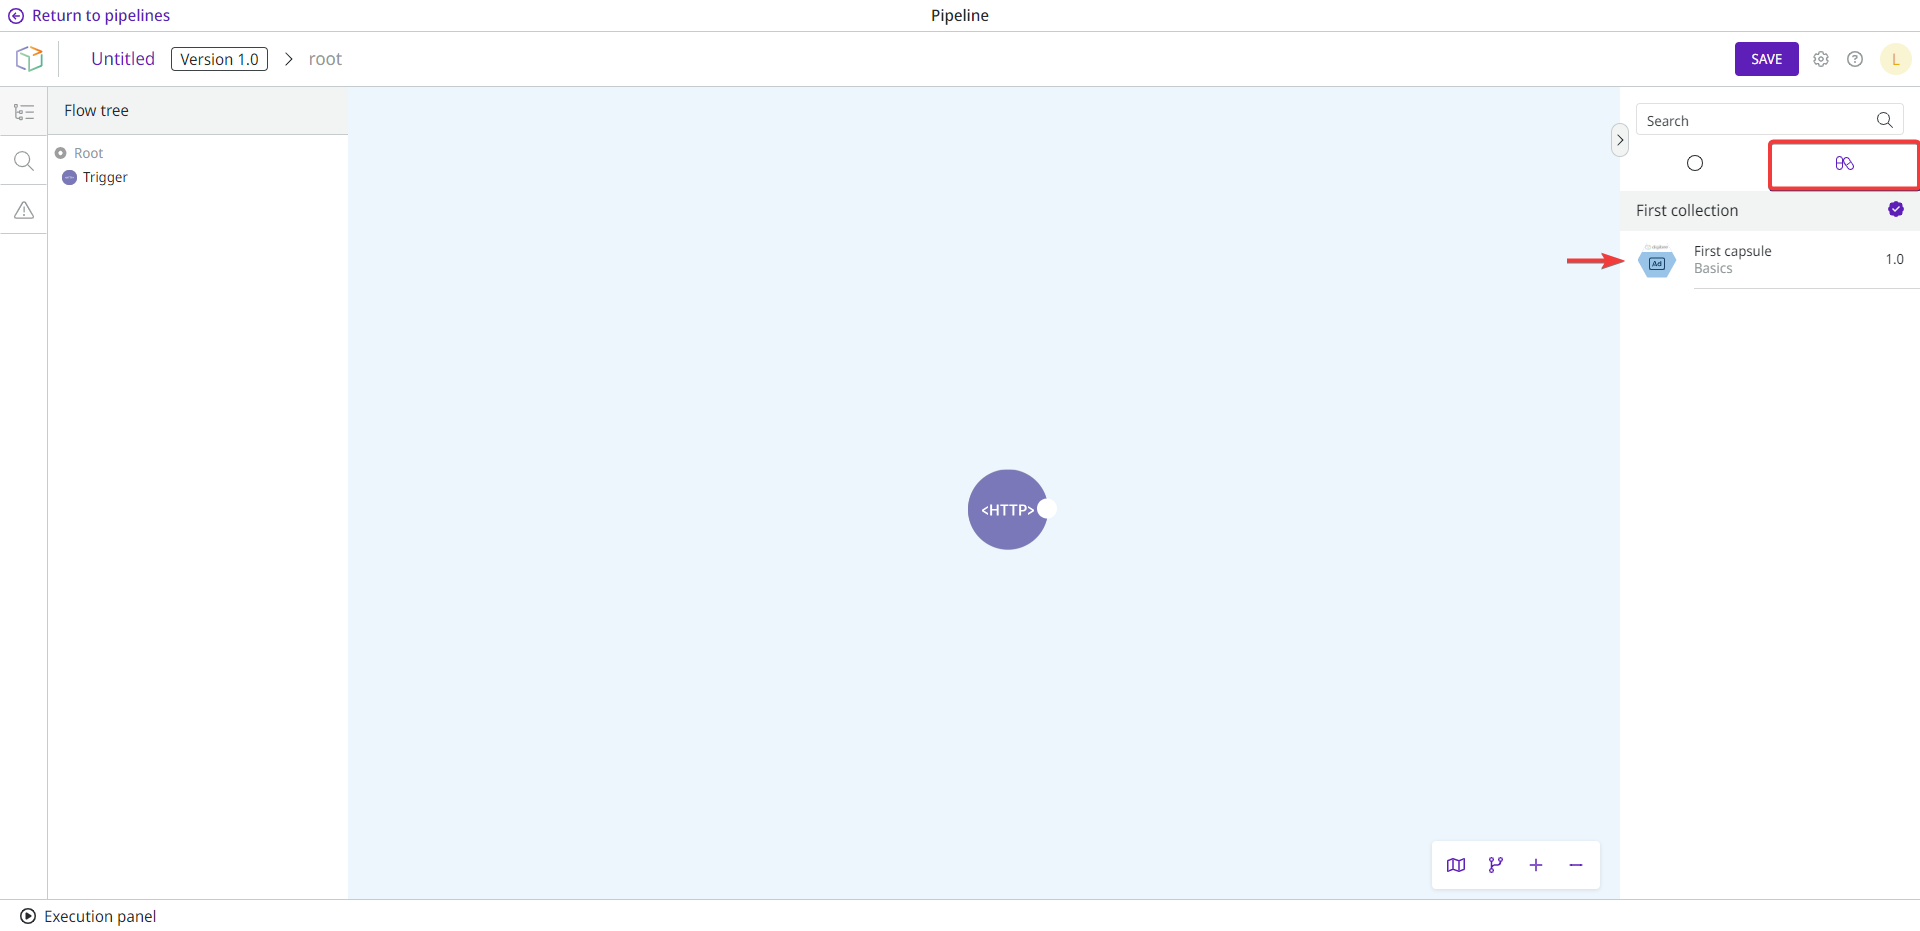 Return to pipelines
Pipeline
Untitled
Version 1.0
root
SAVE
L
Flow tree
Root
Trigger
<HTTP>
Search
First collection
First capsule
Basics
1.0
Ad
Execution panel